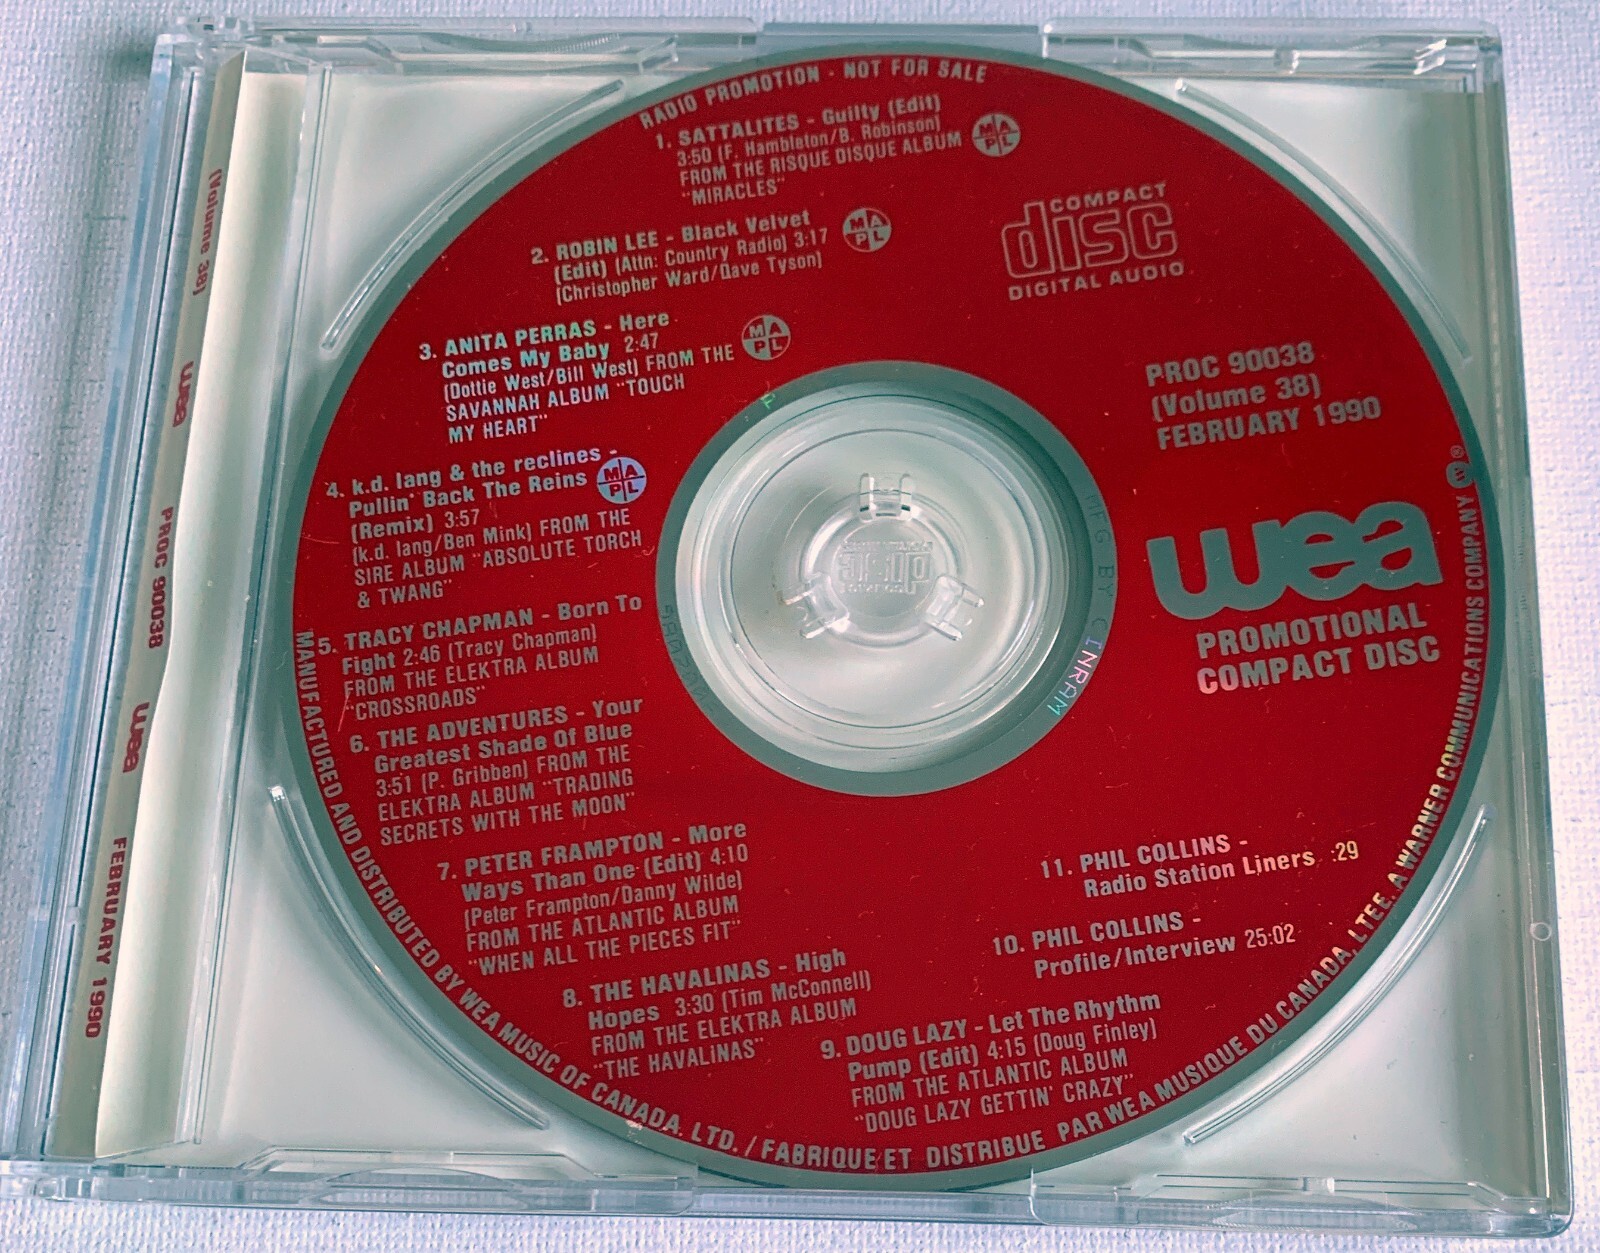 RADIO PROMOTION - NOT FOR SALE
1. SATTALITES - Guilty (Edit)
3:50 (F. Hambleton/B. Robinson)
FROM THE RISQUE DISQUE ALBUM
"MIRACLES"
MAPL
2. ROBIN LEE - Black Velvet
(Edit) (Attn: Country Radio) 3:17
(Christopher Ward/Dave Tyson)
MAPL
3. ANITA PERRAS - Here
Comes My Baby 2:47
(Dottie West/Bill West) FROM THE
SAVANNAH ALBUM "TOUCH
MY HEART"
MAPL
4. k.d. lang & the reclines -
Pullin' Back The Reins
(Remix) 3:57
(k.d. lang/Ben Mink) FROM THE
SIRE ALBUM "ABSOLUTE TORCH
& TWANG"
MAPL
5. TRACY CHAPMAN - Born To
Fight 2:46 (Tracy Chapman)
FROM THE ELEKTRA ALBUM
"CROSSROADS"
6. THE ADVENTURES - Your
Greatest Shade Of Blue
3:51 (P. Gribben) FROM THE
ELEKTRA ALBUM "TRADING
SECRETS WITH THE MOON"
7. PETER FRAMPTON - More
Ways Than One (Edit) 4:10
(Peter Frampton/Danny Wilde)
FROM THE ATLANTIC ALBUM
"WHEN ALL THE PIECES FIT"
8. THE HAVALINAS - High
Hopes 3:30 (Tim McConnell)
FROM THE ELEKTRA ALBUM
"THE HAVALINAS"
9. DOUG LAZY - Let The Rhythm
Pump (Edit) 4:15 (Doug Finley)
FROM THE ATLANTIC ALBUM
"DOUG LAZY GETTIN' CRAZY"
10. PHIL COLLINS -
Profile/Interview 25:02
11. PHIL COLLINS -
Radio Station Liners :29
COMPACT
disc
DIGITAL AUDIO
PROC 90038
(Volume 38)
FEBRUARY 1990
wea
PROMOTIONAL
COMPACT DISC
MANUFACTURED AND DISTRIBUTED BY WEA MUSIC OF CANADA, LTD. / FABRIQUE ET DISTRIBUE PAR WEA MUSIQUE DU CANADA, LTEE. A WARNER COMMUNICATIONS COMPANY
MFG BY CINRAM
(Volume 38) wea PROC 90038 wea FEBRUARY 1990